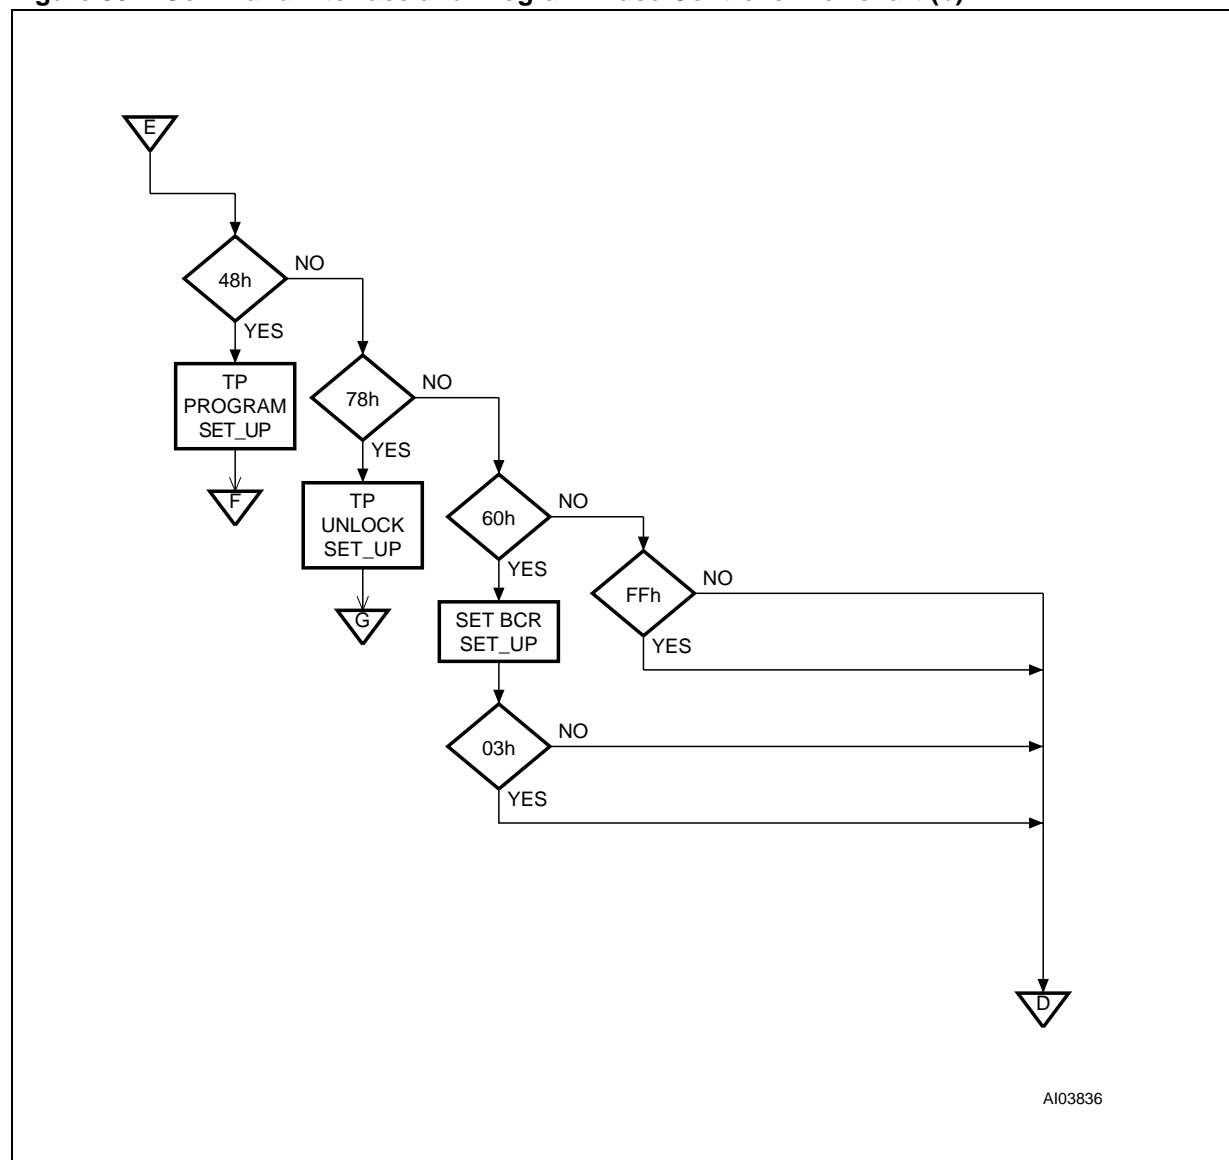 E
48h
NO
YES
TP
PROGRAM
SET_UP
F
78h
NO
YES
TP
UNLOCK
SET_UP
G
60h
NO
YES
SET BCR
SET_UP
FFh
NO
YES
03h
NO
YES
D
AI03836